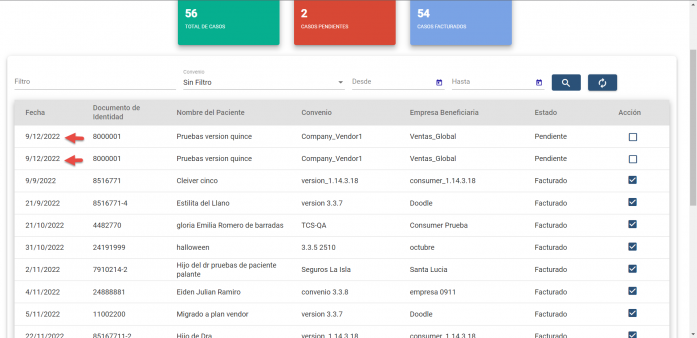 56
TOTAL DE CASOS
2
CASOS PENDIENTES
54
CASOS FACTURADOS
Filtro
Convenio
Sin Filtro
Desde
Hasta
Fecha Documento de Identidad Nombre del Paciente Convenio Empresa Beneficiaria Estado Acción
9/12/2022 8000001 Pruebas version quince Company_Vendor1 Ventas_Global Pendiente
9/12/2022 8000001 Pruebas version quince Company_Vendor1 Ventas_Global Pendiente
9/9/2022 8516771 Cleiver cinco version_1.14.3.18 consumer_1.14.3.18 Facturado
21/9/2022 8516771-4 Estilita del Llano version 3.3.7 Doodle Facturado
21/10/2022 4482770 gloria Emilia Romero de barradas TCS-QA Consumer Prueba Facturado
31/10/2022 24191999 halloween 3.3.5 2510 octubre Facturado
2/11/2022 7910214-2 Hijo del dr pruebas de paciente palante Seguros La Isla Santa Lucia Facturado
4/11/2022 24888881 Eiden Julian Ramiro convenio 3.3.8 empresa 0911 Facturado
5/11/2022 11002200 Migrado a plan vendor version 3.3.7 Doodle Facturado
22/11/2022 85167711-2 Hijo de Dra version_1.14.3.18 consumer_1.14.3.18 Facturado